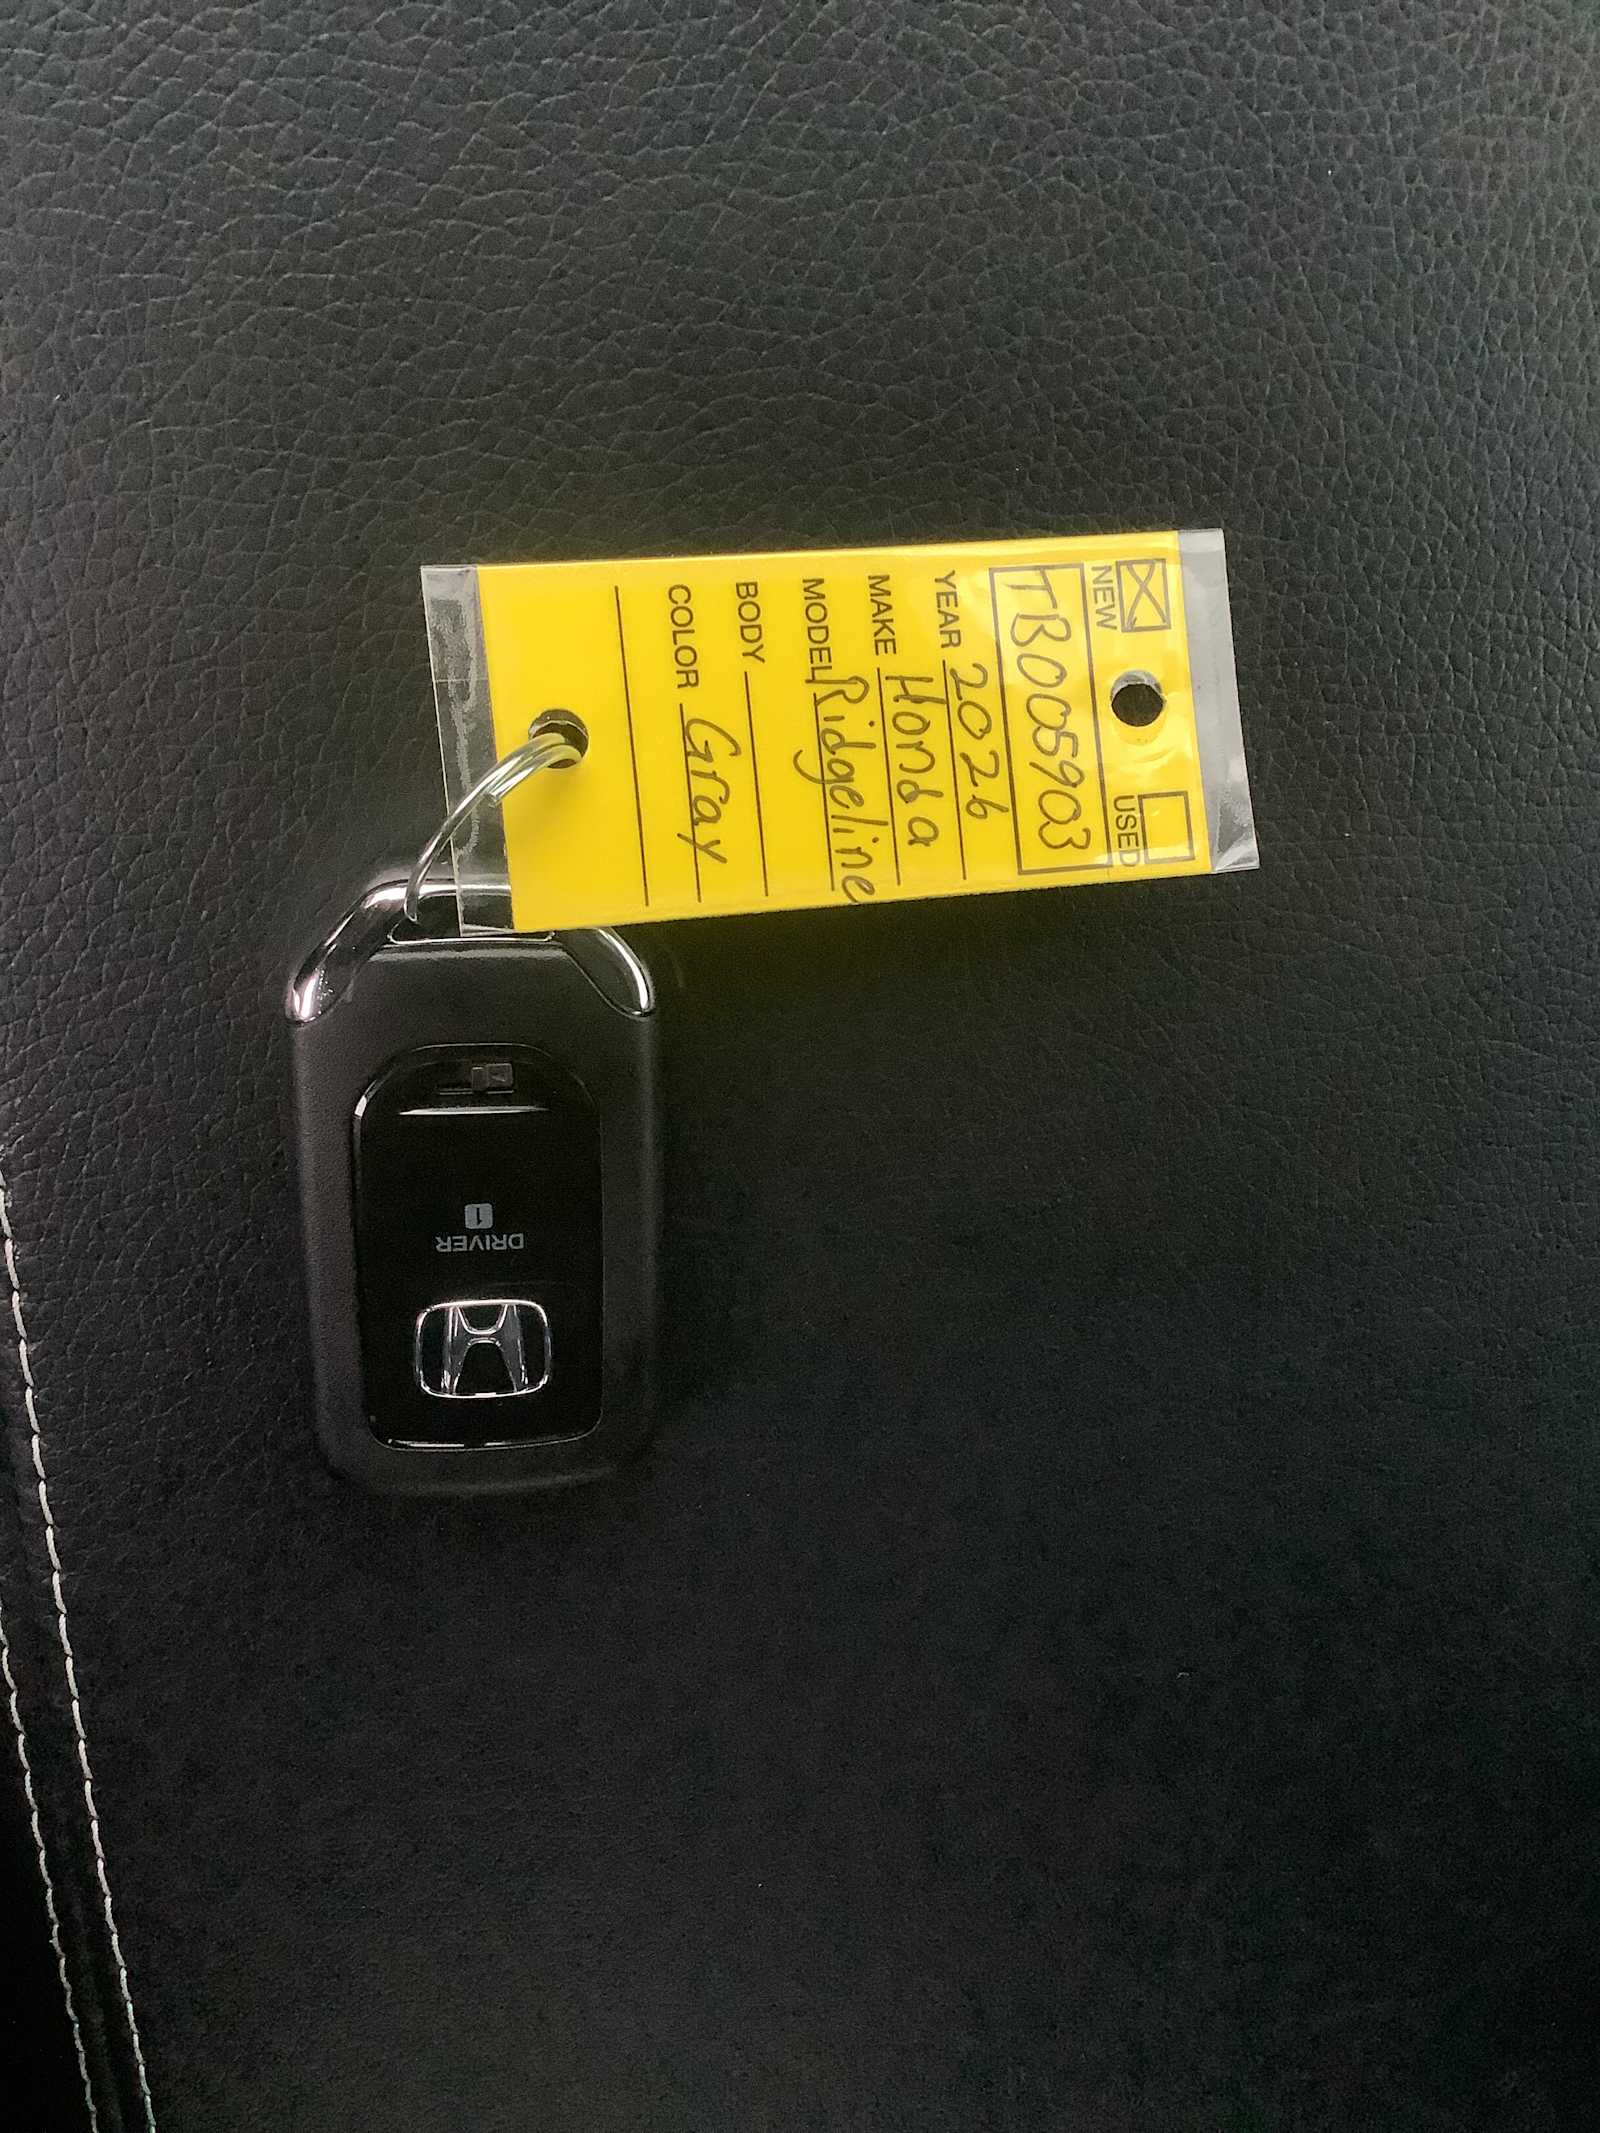 NEW USED
TB005903
YEAR 2026
MAKE Honda
MODEL Ridgeline
BODY
COLOR Gray
DRIVER
1